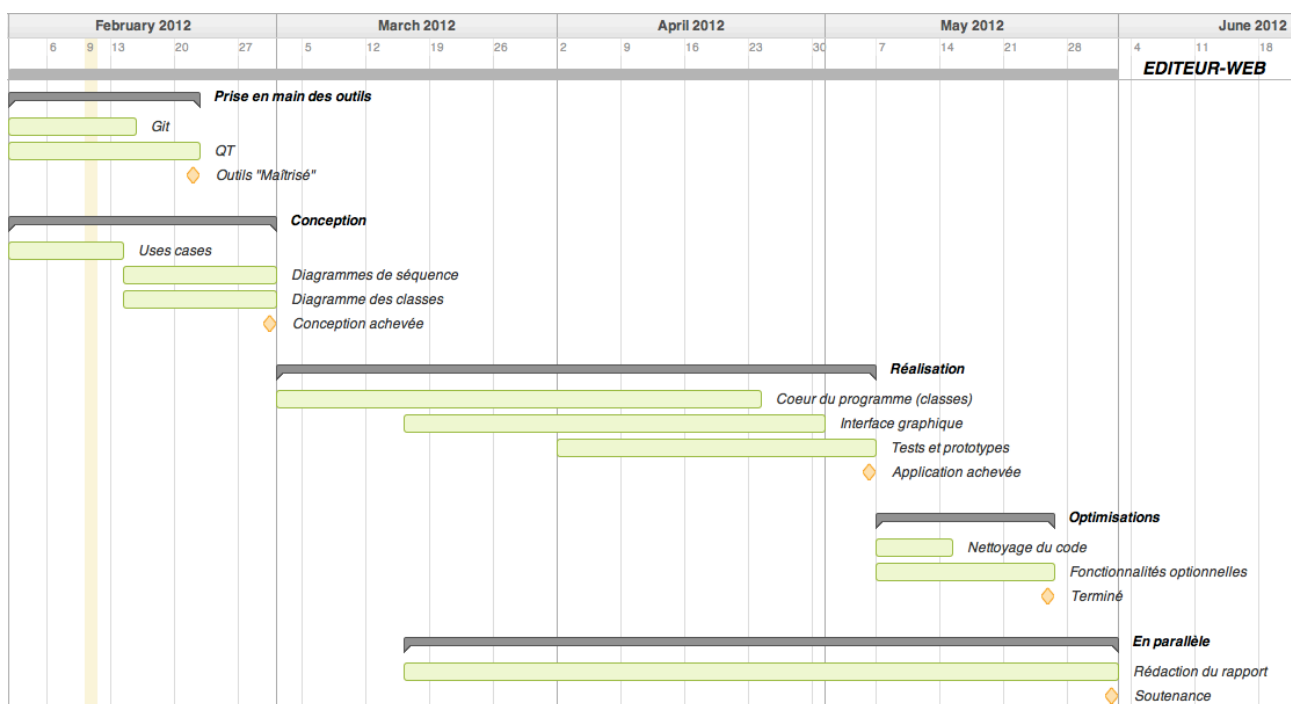 February 2012 March 2012 April 2012 May 2012 June 2012
6 9 13 20 27 5 12 19 26 2 9 16 23 30 7 14 21 28 4 11 18
EDITEUR-WEB
Prise en main des outils
Git
QT
Outils "Maîtrisé"
Conception
Uses cases
Diagrammes de séquence
Diagramme des classes
Conception achevée
Réalisation
Coeur du programme (classes)
Interface graphique
Tests et prototypes
Application achevée
Optimisations
Nettoyage du code
Fonctionnalités optionnelles
Terminé
En parallèle
Rédaction du rapport
Soutenance